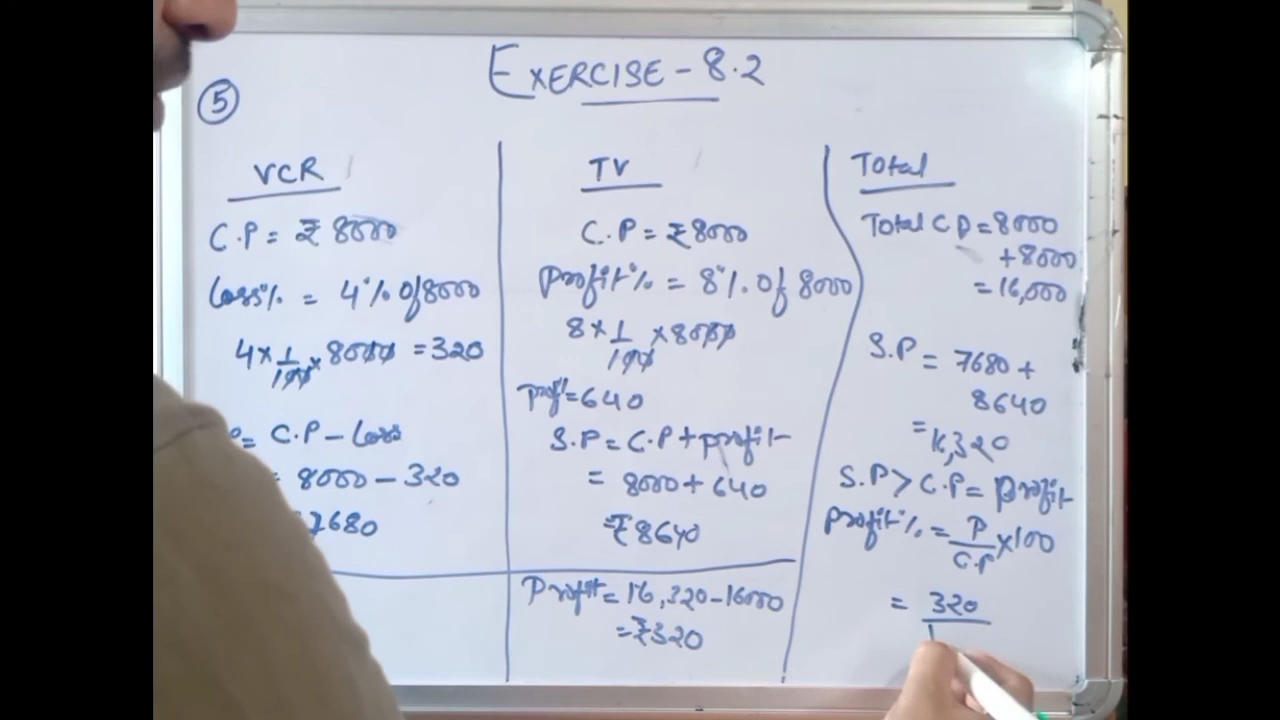 EXERCISE - 8.2
5
VCR
C.P = ₹ 8000
Loss% = 4% Of 8000
4 × 1/100 × 8000 = 320
= C.P - Loss
= 8000 - 320
7680
TV
C.P = ₹ 8000
Profit% = 8% Of 8000
8 × 1/100 × 8000
Prof = 640
S.P = C.P + profit
= 8000 + 640
= ₹ 8640
Profit = 16,320 - 16000
= ₹ 320
Total
Total C P = 8000
+ 8000
= 16,000
S.P = 7680 +
8640
= 16,320
S.P > C.P = Profit
Profit% = P/C.P × 100
= 320